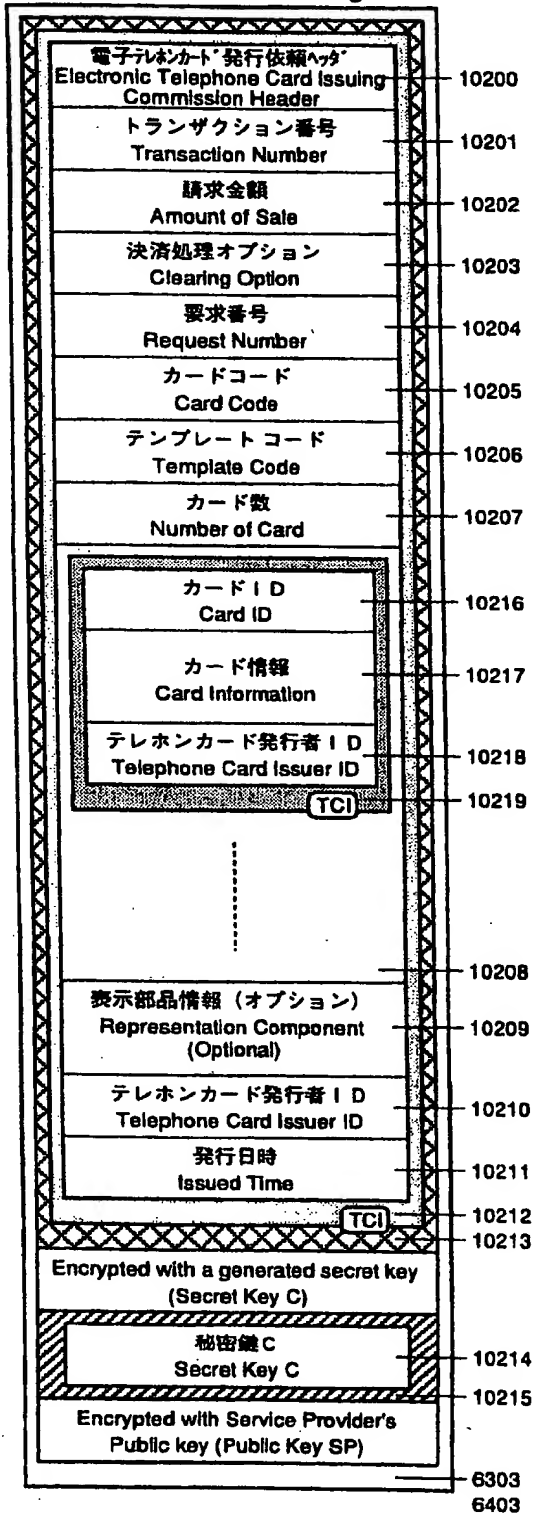 電子テレホンカード発行依頼ヘッダ
Electronic Telephone Card Issuing
Commission Header
10200
トランザクション番号
Transaction Number
10201
請求金額
Amount of Sale
10202
決済処理オプション
Clearing Option
10203
要求番号
Request Number
10204
カードコード
Card Code
10205
テンプレートコード
Template Code
10206
カード数
Number of Card
10207
カードID
Card ID
10216
カード情報
Card Information
10217
テレホンカード発行者ID
Telephone Card Issuer ID
10218
TCI
10219
10208
表示部品情報(オプション)
Representation Component
(Optional)
10209
テレホンカード発行者ID
Telephone Card Issuer ID
10210
発行日時
Issued Time
10211
TCI
10212
10213
Encrypted with a generated secret key
(Secret Key C)
秘密鍵C
Secret Key C
10214
10215
Encrypted with Service Provider's
Public key (Public Key SP)
6303
6403